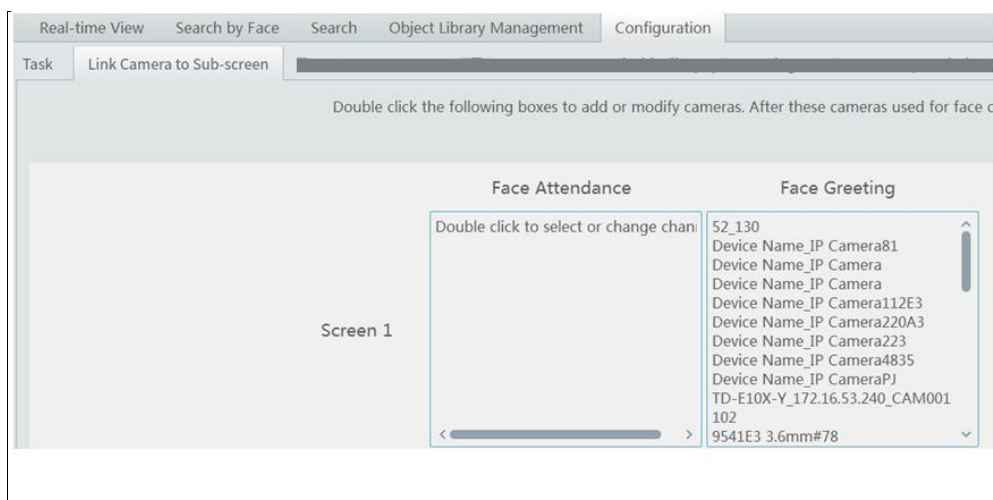 Real-time View Search by Face Search Object Library Management Configuration
Task Link Camera to Sub-screen
Double click the following boxes to add or modify cameras. After these cameras used for face
Face Attendance Face Greeting
Double click to select or change chan
52_130
Device Name_IP Camera81
Device Name_IP Camera
Device Name_IP Camera
Device Name_IP Camera112E3
Device Name_IP Camera220A3
Device Name_IP Camera223
Device Name_IP Camera4835
Device Name_IP CameraPJ
TD-E10X-Y_172.16.53.240_CAM001
102
9541E3 3.6mm#78
Screen 1